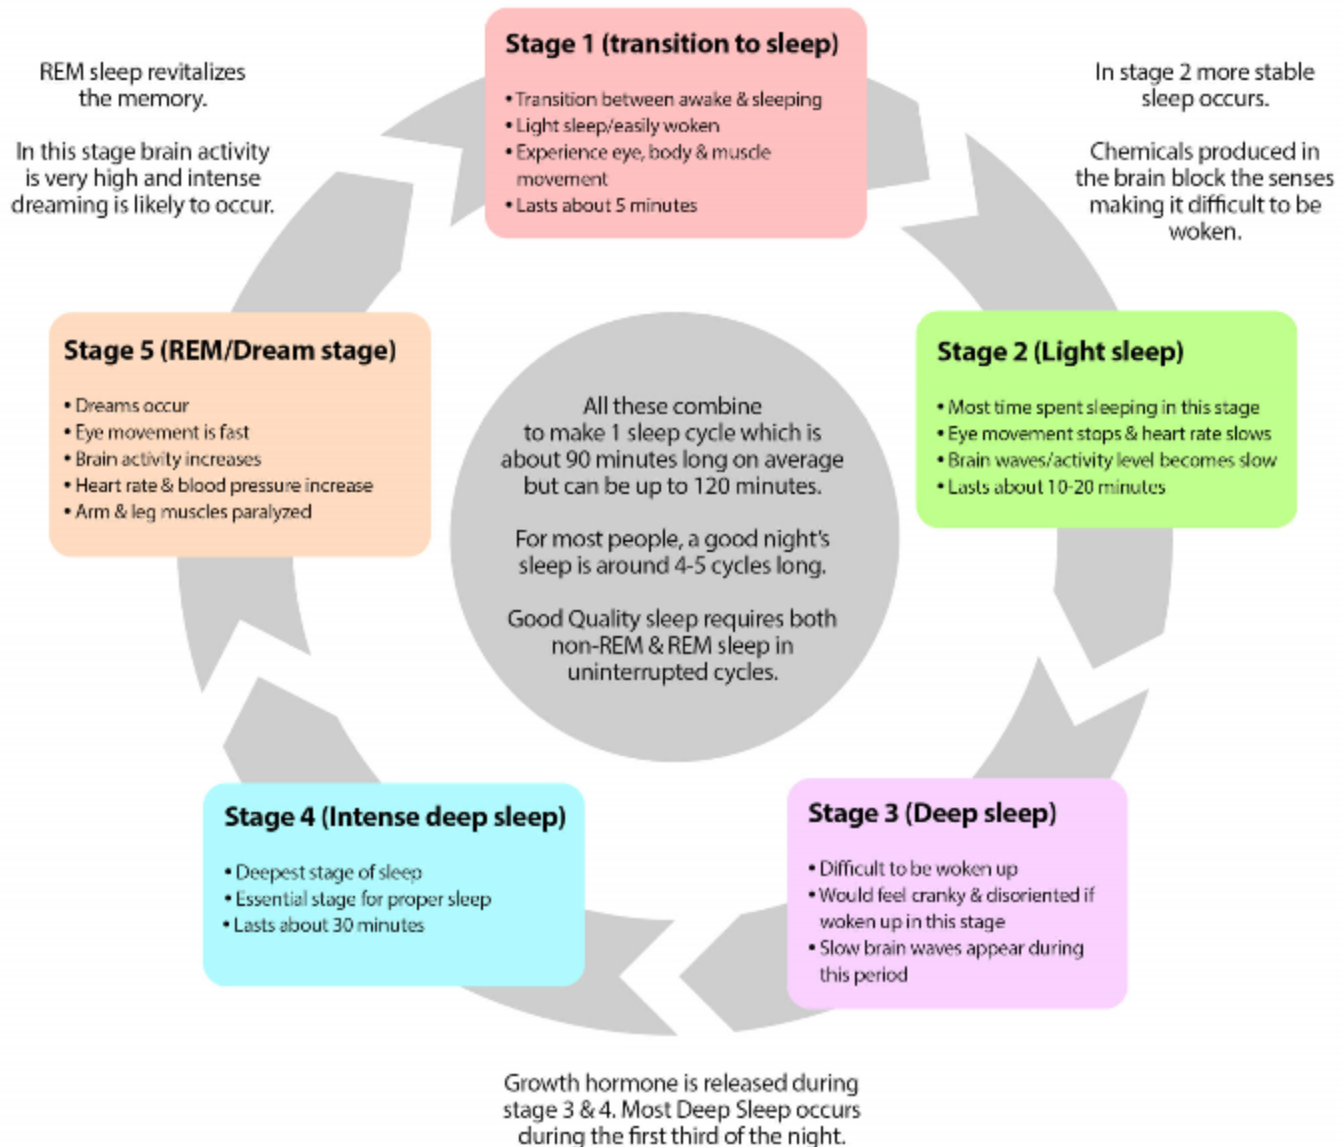 Stage 1 (transition to sleep)
• Transition between awake & sleeping
• Light sleep/easily woken
• Experience eye, body & muscle
movement
• Lasts about 5 minutes
In stage 2 more stable
sleep occurs.
Chemicals produced in
the brain block the senses
making it difficult to be
woken.
Stage 2 (Light sleep)
• Most time spent sleeping in this stage
• Eye movement stops & heart rate slows
• Brain waves/activity level becomes slow
• Lasts about 10-20 minutes
Stage 3 (Deep sleep)
• Difficult to be woken up
• Would feel cranky & disoriented if
woken up in this stage
• Slow brain waves appear during
this period
Growth hormone is released during
stage 3 & 4. Most Deep Sleep occurs
during the first third of the night.
Stage 4 (Intense deep sleep)
• Deepest stage of sleep
• Essential stage for proper sleep
• Lasts about 30 minutes
Stage 5 (REM/Dream stage)
• Dreams occur
• Eye movement is fast
• Brain activity increases
• Heart rate & blood pressure increase
• Arm & leg muscles paralyzed
REM sleep revitalizes
the memory.
In this stage brain activity
is very high and intense
dreaming is likely to occur.
All these combine
to make 1 sleep cycle which is
about 90 minutes long on average
but can be up to 120 minutes.
For most people, a good night's
sleep is around 4-5 cycles long.
Good Quality sleep requires both
non-REM & REM sleep in
uninterrupted cycles.